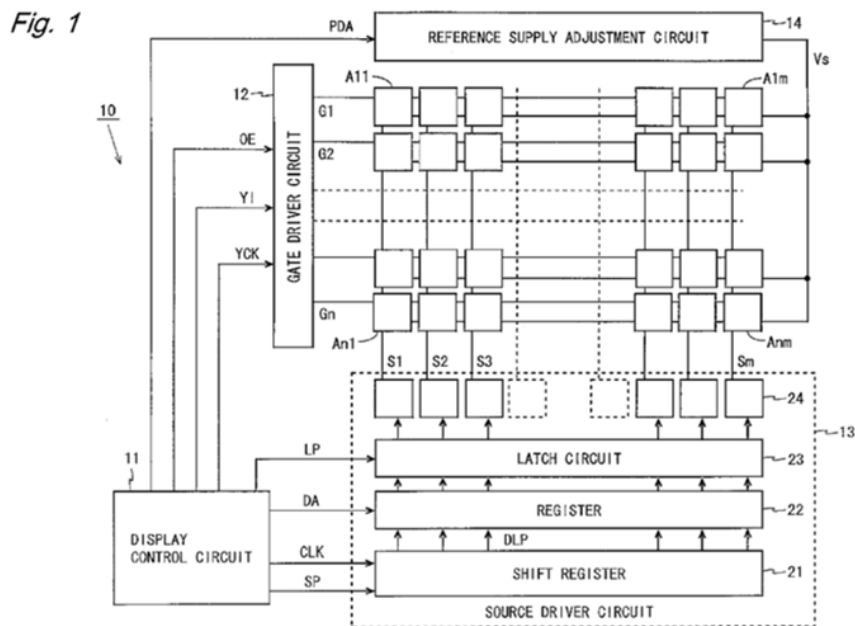 Fig. 1
PDA
REFERENCE SUPPLY ADJUSTMENT CIRCUIT
14
Vs
10
12
GATE DRIVER CIRCUIT
A11
A1m
G1
OE
G2
YI
YCK
Gn
An1
Anm
S1
S2
S3
Sm
24
13
11
LP
LATCH CIRCUIT
23
DISPLAY
CONTROL CIRCUIT
DA
REGISTER
22
DLP
CLK
SHIFT REGISTER
21
SP
SOURCE DRIVER CIRCUIT